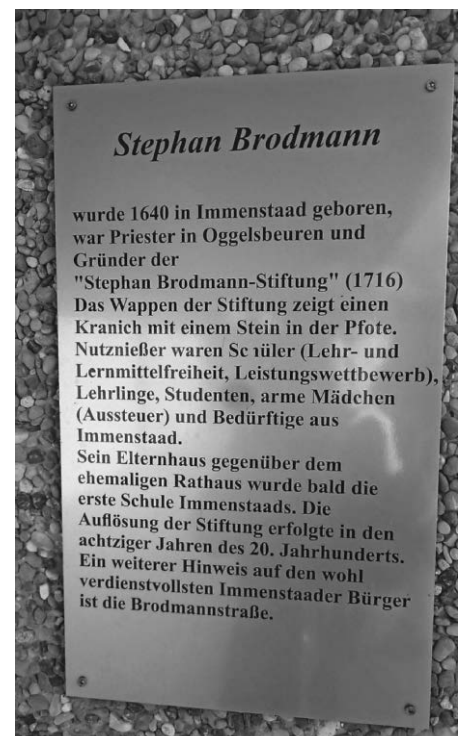 Stephan Brodmann
wurde 1640 in Immenstaad geboren,
war Priester in Oggelsbeuren und
Gründer der
"Stephan Brodmann-Stiftung" (1716)
Das Wappen der Stiftung zeigt einen
Kranich mit einem Stein in der Pfote.
Nutznießer waren Schüler (Lehr- und
Lernmittelfreiheit, Leistungswettbewerb),
Lehrlinge, Studenten, arme Mädchen
(Aussteuer) und Bedürftige aus
Immenstaad.
Sein Elternhaus gegenüber dem
ehemaligen Rathaus wurde bald die
erste Schule Immenstaads. Die
Auflösung der Stiftung erfolgte in den
achtziger Jahren des 20. Jahrhunderts.
Ein weiterer Hinweis auf den wohl
verdienstvollsten Immenstaader Bürger
ist die Brodmannstraße.